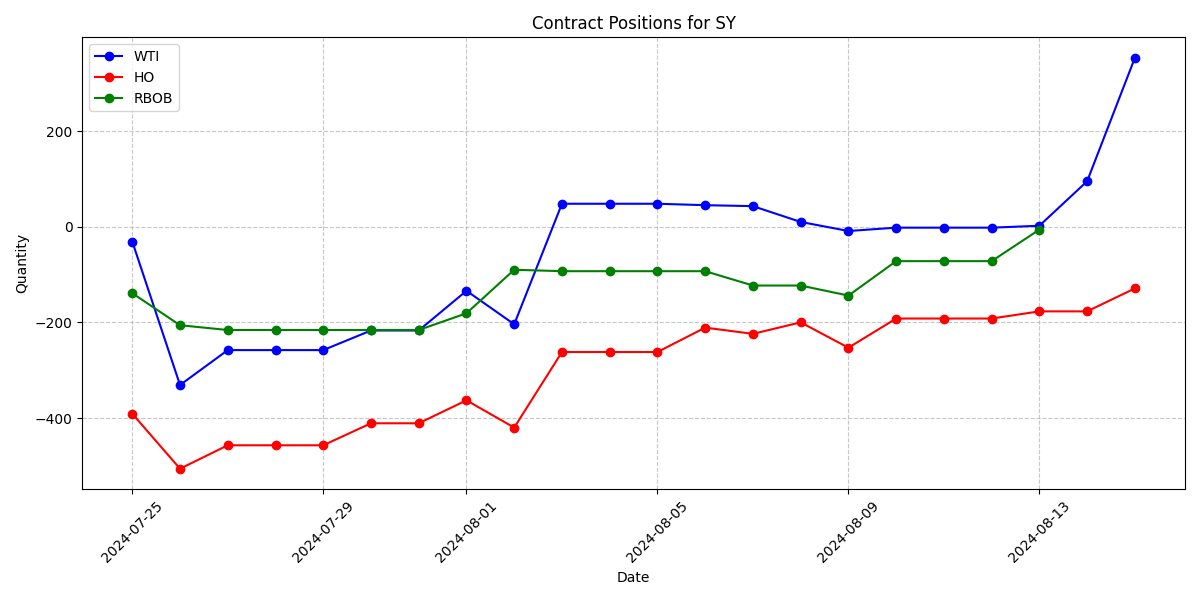 Contract Positions for SY
WTI
HO
RBOB
200
0
−200
−400
Quantity
2024-07-25
2024-07-29
2024-08-01
2024-08-05
2024-08-09
2024-08-13
Date